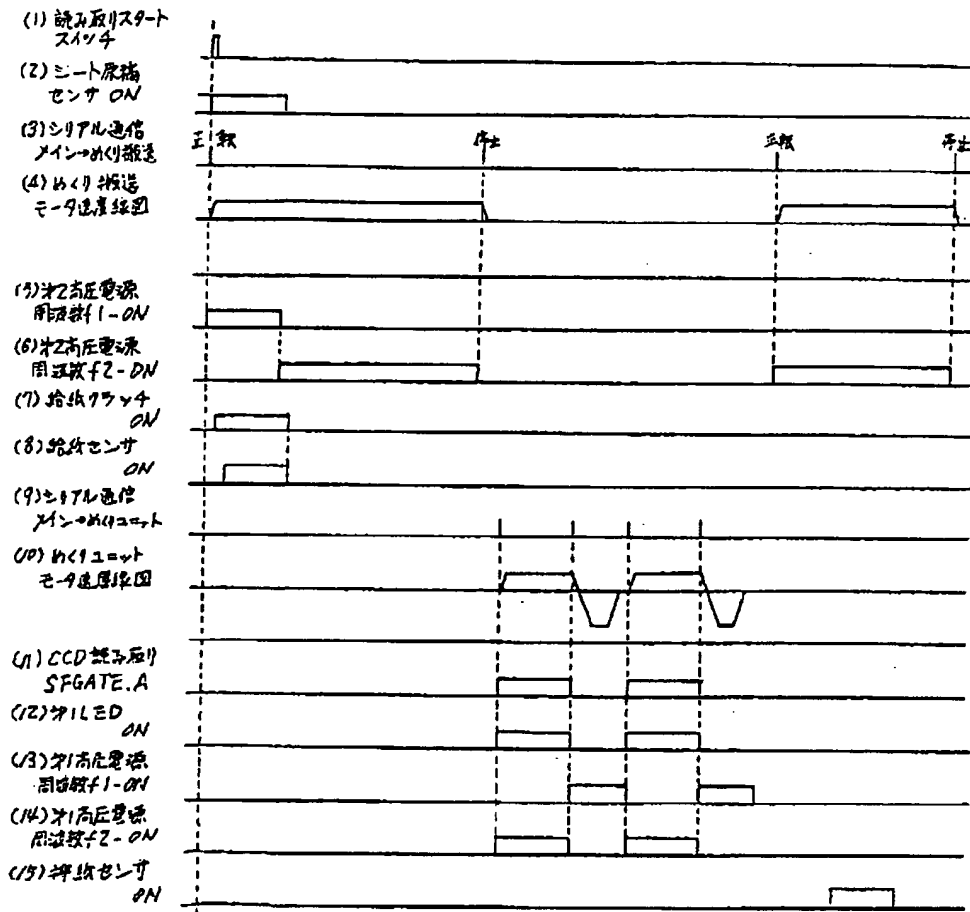 (1) 読み取りスタート
スイッチ
(2) シート原稿
センサ ON
(3) シリアル通信
メイン→めくり搬送
正転 停止 正転 停止
(4) めくり搬送
モータ速度線図
(5) 第2高圧電源
周波数f1-ON
(6) 第2高圧電源
周波数f2-ON
(7) 給紙クラッチ
ON
(8) 給紙センサ
ON
(9) シリアル通信
メイン→めくりユニット
(10) めくりユニット
モータ速度線図
(11) CCD読み取り
SFGATE.A
(12) 第1LED
ON
(13) 第1高圧電源
周波数f1-ON
(14) 第1高圧電源
周波数f2-ON
(15) 排紙センサ
ON